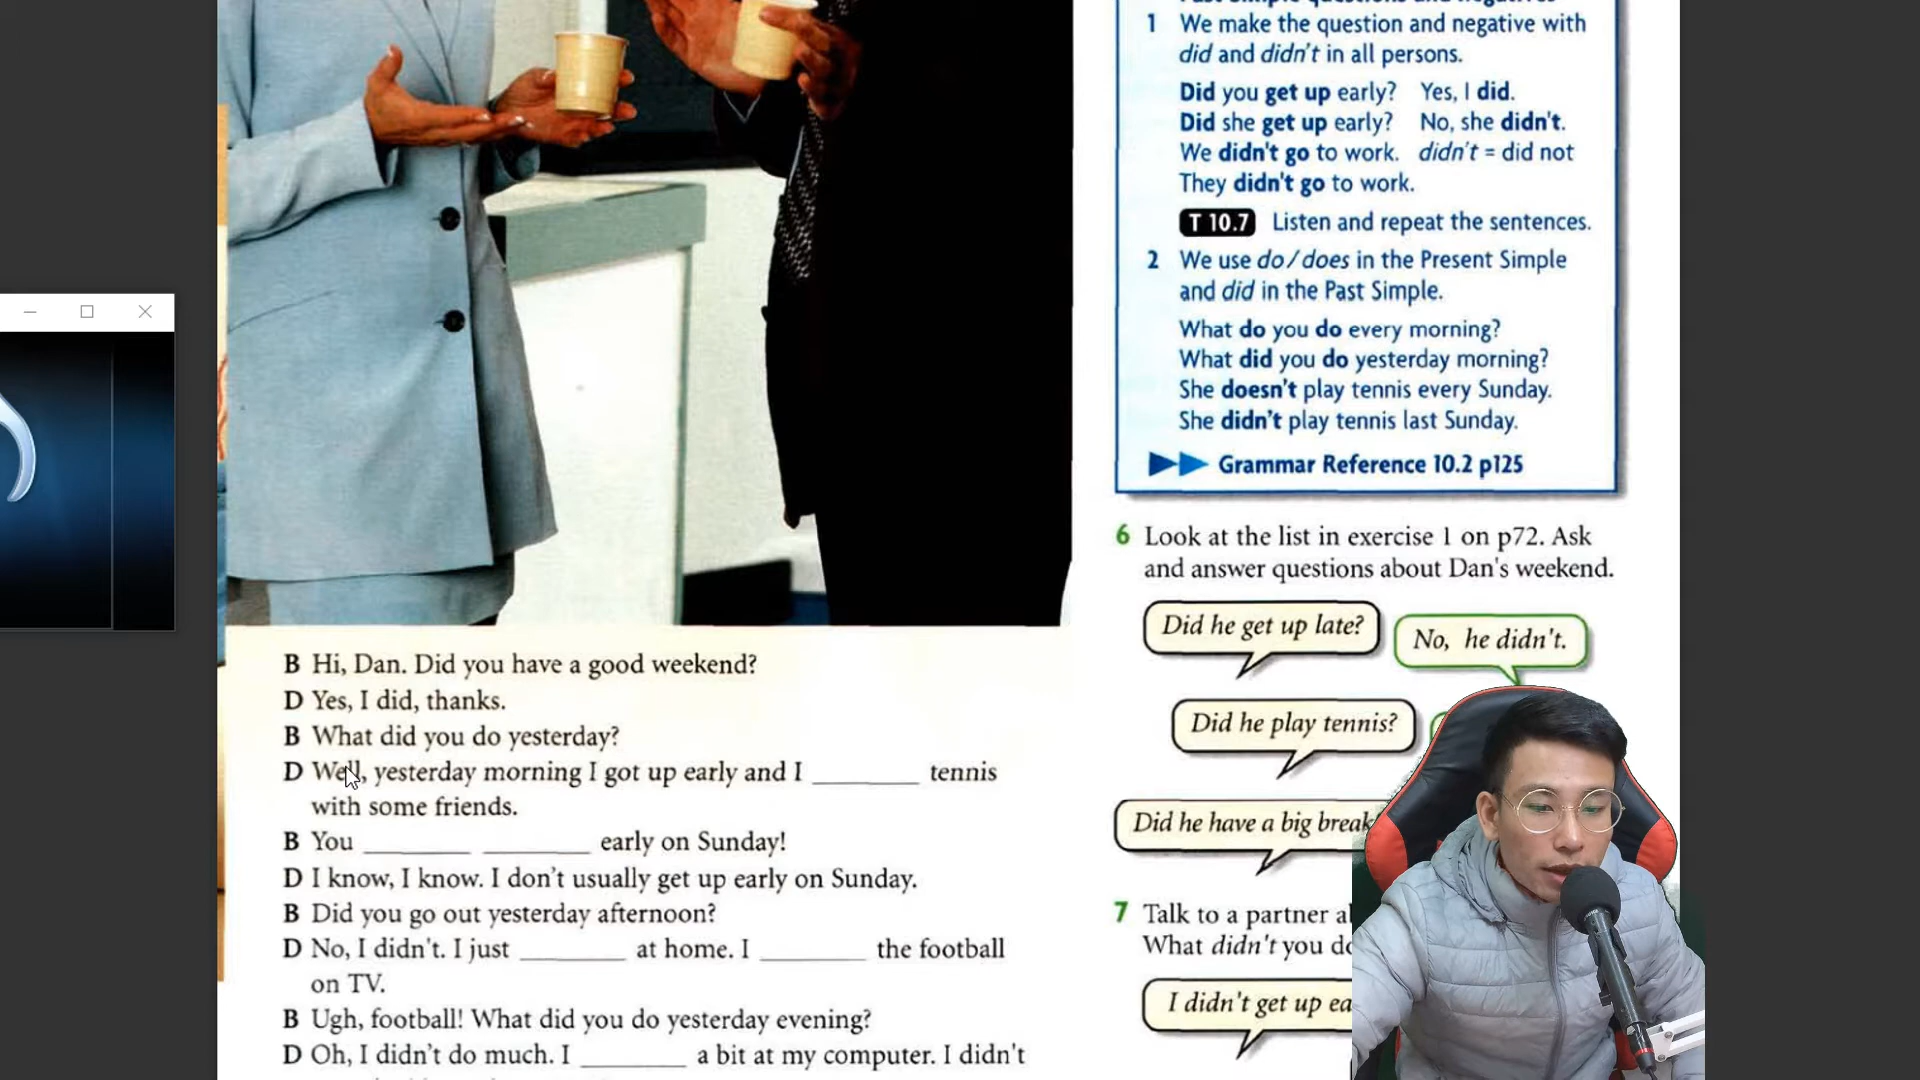 1 We make the question and negative with
did and didn't in all persons.
Did you get up early? Yes, I did.
Did she get up early? No, she didn't.
We didn't go to work. didn't = did not
They didn't go to work.
T 10.7 Listen and repeat the sentences.
2 We use do/does in the Present Simple
and did in the Past Simple.
What do you do every morning?
What did you do yesterday morning?
She doesn't play tennis every Sunday.
She didn't play tennis last Sunday.
Grammar Reference 10.2 p125
6 Look at the list in exercise 1 on p72. Ask
and answer questions about Dan's weekend.
Did he get up late?
No, he didn't.
Did he play tennis?
Did he have a big break
7 Talk to a partner
What didn't you do
I didn't get up ea
B Hi, Dan. Did you have a good weekend?
D Yes, I did, thanks.
B What did you do yesterday?
D Well, yesterday morning I got up early and I ________ tennis
with some friends.
B You ________ ________ early on Sunday!
D I know, I know. I don't usually get up early on Sunday.
B Did you go out yesterday afternoon?
D No, I didn't. I just ________ at home. I ________ the football
on TV.
B Ugh, football! What did you do yesterday evening?
D Oh, I didn't do much. I ________ a bit at my computer. I didn't